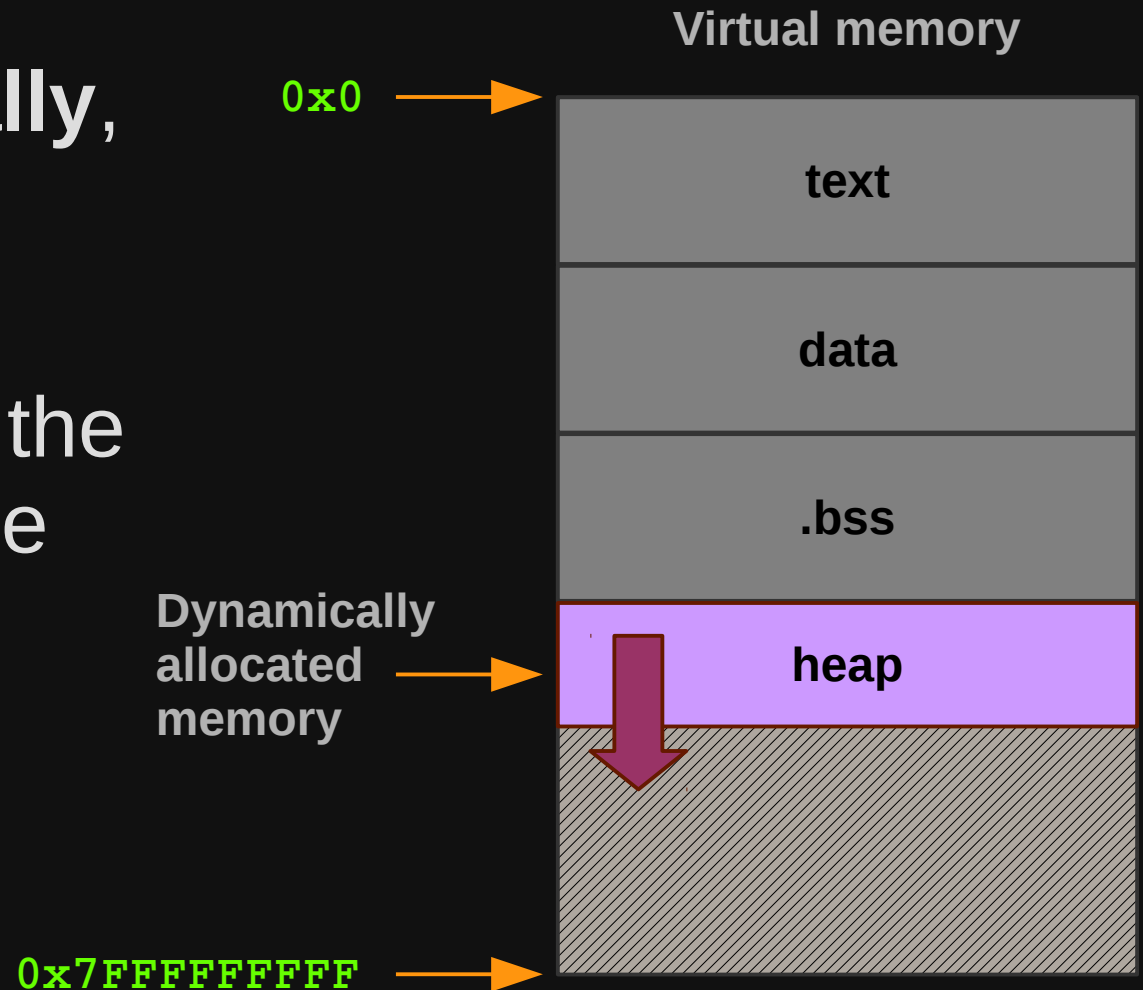 Virtual memory
lly,
0x0
text
data
the
e
.bss
Dynamically
allocated
memory
heap
0x7FFFFFFFFF